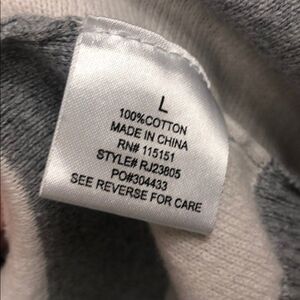 L
100%COTTON
MADE IN CHINA
RN# 115151
STYLE# RJ23805
PO#304433
SEE REVERSE FOR CARE